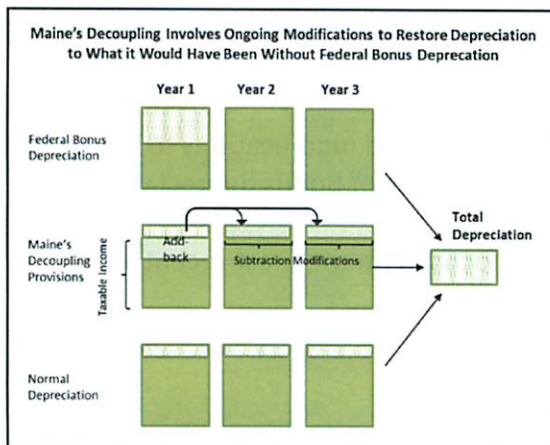 Maine's Decoupling Involves Ongoing Modifications to Restore Depreciation
to What it Would Have Been Without Federal Bonus Deprecation
Year 1 Year 2 Year 3
Federal Bonus
Depreciation
Total
Depreciation
Maine's
Decoupling
Provisions
Taxable Income
Add-
back
Subtraction Modifications
Normal
Depreciation